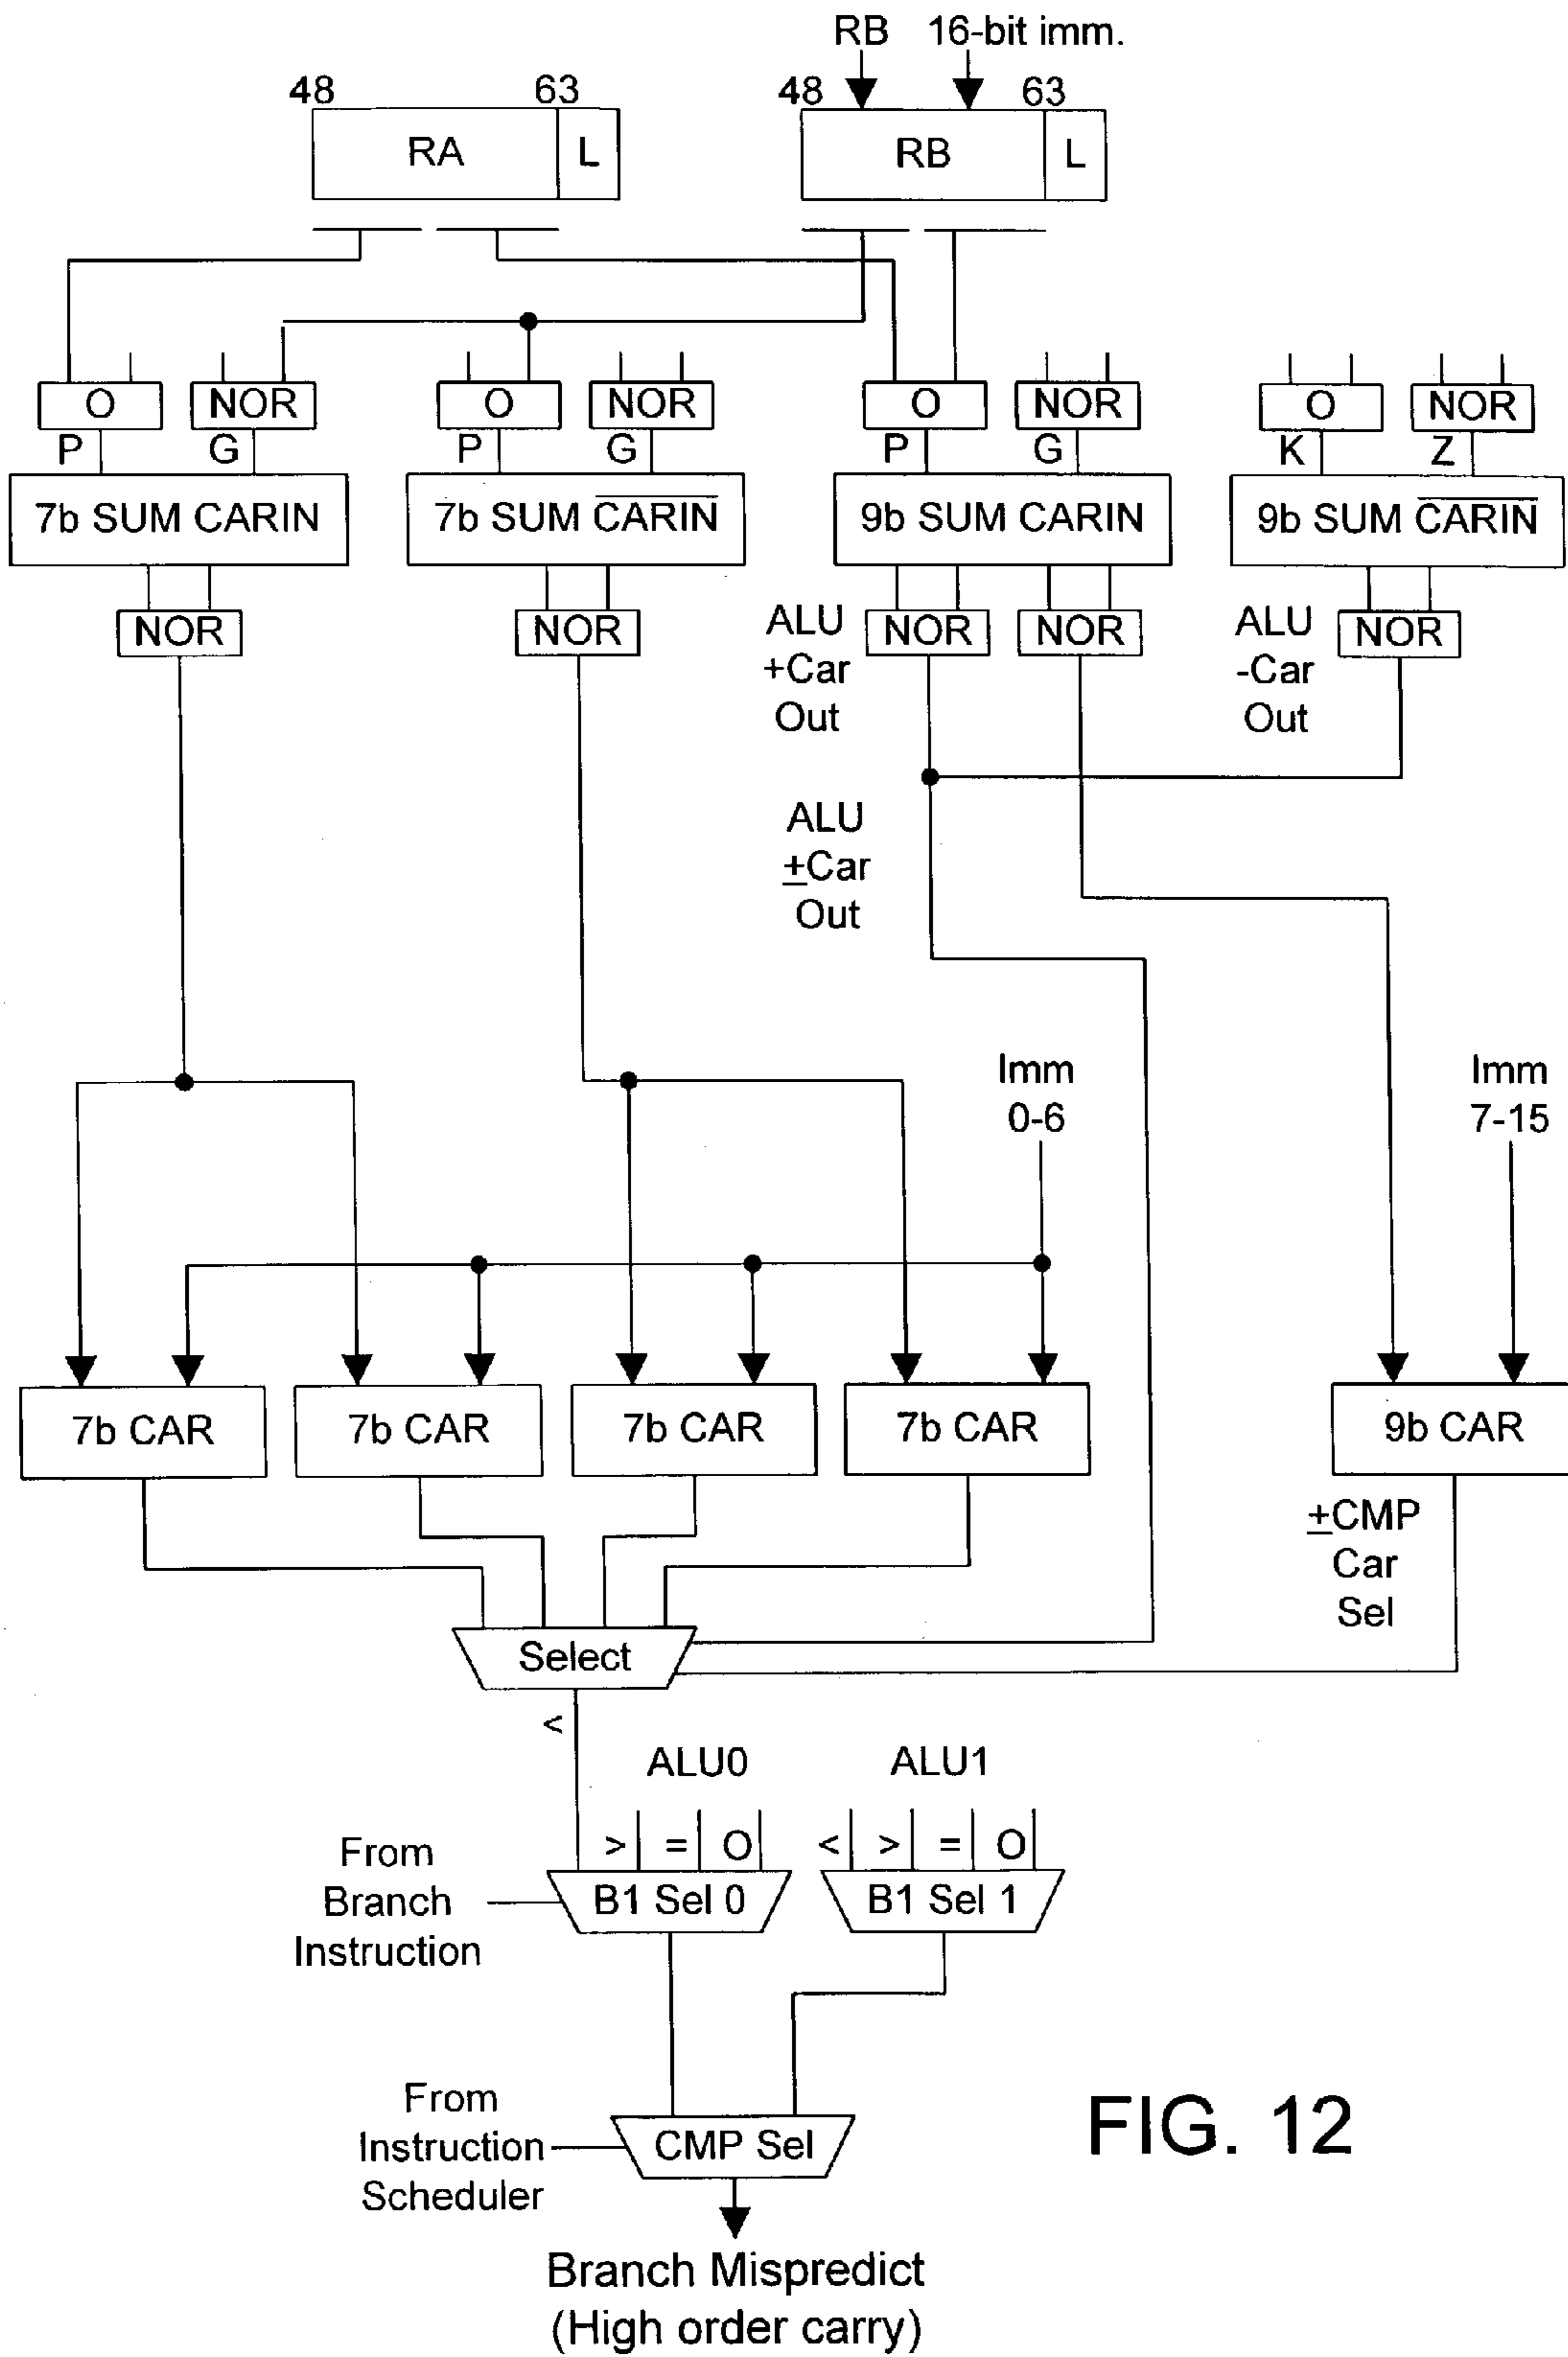 RB 16-bit imm.
48 63 48 63
RA L RB L
O NOR O NOR O NOR O NOR
P G P G P G K Z
7b SUM CARIN 7b SUM CARIN 9b SUM CARIN 9b SUM CARIN
NOR NOR NOR NOR NOR
ALU
+Car
Out
ALU
-Car
Out
ALU
±Car
Out
Imm
0-6
Imm
7-15
7b CAR 7b CAR 7b CAR 7b CAR 9b CAR
±CMP
Car
Sel
Select
<
ALU0 ALU1
> = O < > = O
From
Branch
Instruction
B1 Sel 0 B1 Sel 1
From
Instruction
Scheduler
CMP Sel
FIG. 12
Branch Mispredict
(High order carry)